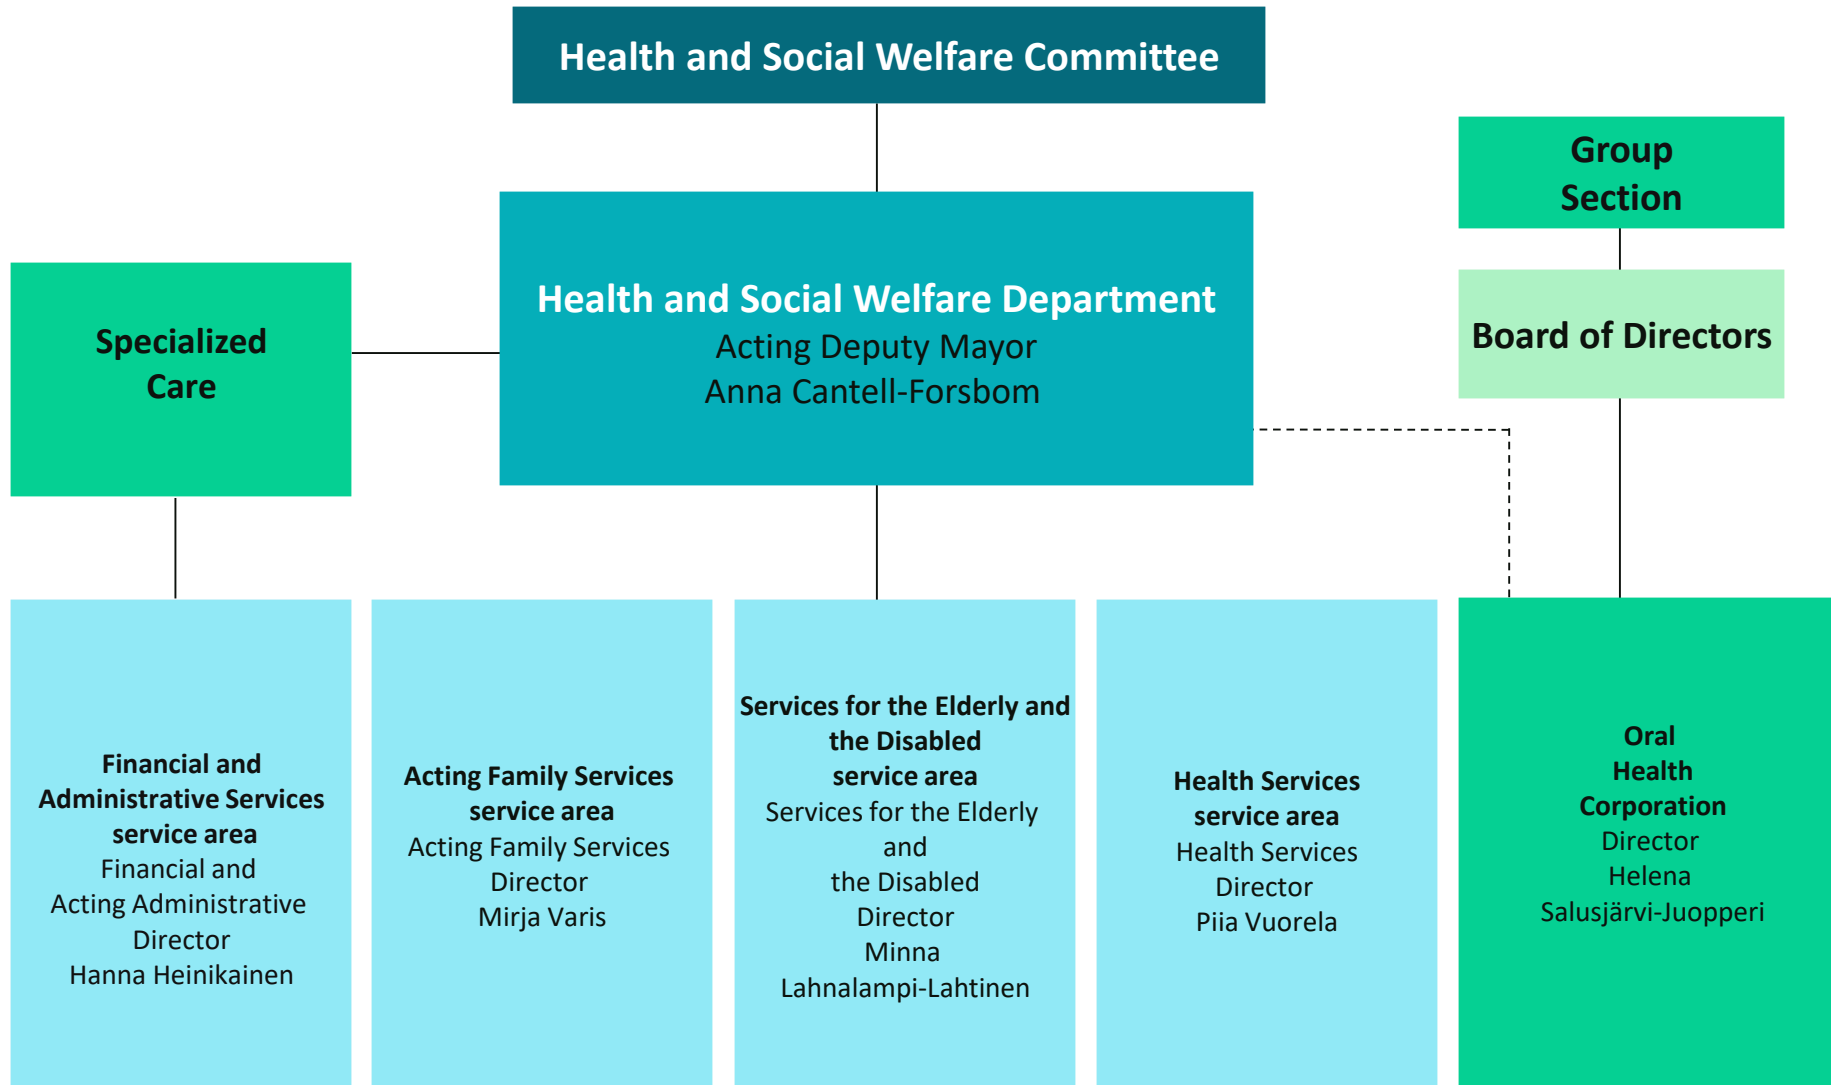 Health and Social Welfare Committee
Group
Section
Health and Social Welfare Department
Acting Deputy Mayor
Anna Cantell-Forsbom
Specialized
Care
Board of Directors
Financial and
Administrative Services
service area
Financial and
Acting Administrative
Director
Hanna Heinikainen
Acting Family Services
service area
Acting Family Services
Director
Mirja Varis
Services for the Elderly and
the Disabled
service area
Services for the Elderly
and
the Disabled
Director
Minna
Lahnalampi-Lahtinen
Health Services
service area
Health Services
Director
Piia Vuorela
Oral
Health
Corporation
Director
Helena
Salusjärvi-Juopperi